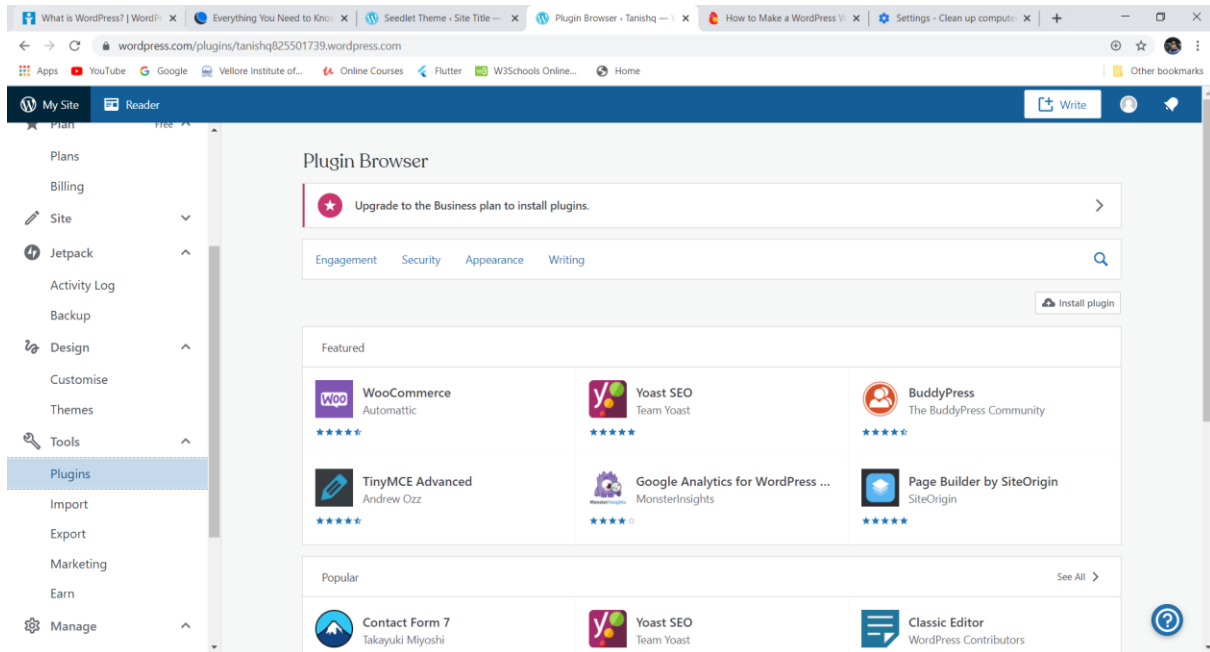 What is WordPress? | WordPr
Everything You Need to Know
Seedlet Theme ‹ Site Title —
Plugin Browser ‹ Tanishq — \
How to Make a WordPress W
Settings - Clean up computer
wordpress.com/plugins/tanishq825501739.wordpress.com
Apps
YouTube
Google
Vellore Institute of...
Online Courses
Flutter
W3Schools Online...
Home
Other bookmarks
My Site
Reader
Write
Plan
Free
Plans
Billing
Site
Jetpack
Activity Log
Backup
Design
Customise
Themes
Tools
Plugins
Import
Export
Marketing
Earn
Manage
Plugin Browser
Upgrade to the Business plan to install plugins.
Engagement
Security
Appearance
Writing
Install plugin
Featured
WOO
WooCommerce
Automattic
Yoast SEO
Team Yoast
BuddyPress
The BuddyPress Community
TinyMCE Advanced
Andrew Ozz
Google Analytics for WordPress ...
MonsterInsights
Page Builder by SiteOrigin
SiteOrigin
Popular
See All
Contact Form 7
Takayuki Miyoshi
Yoast SEO
Team Yoast
Classic Editor
WordPress Contributors